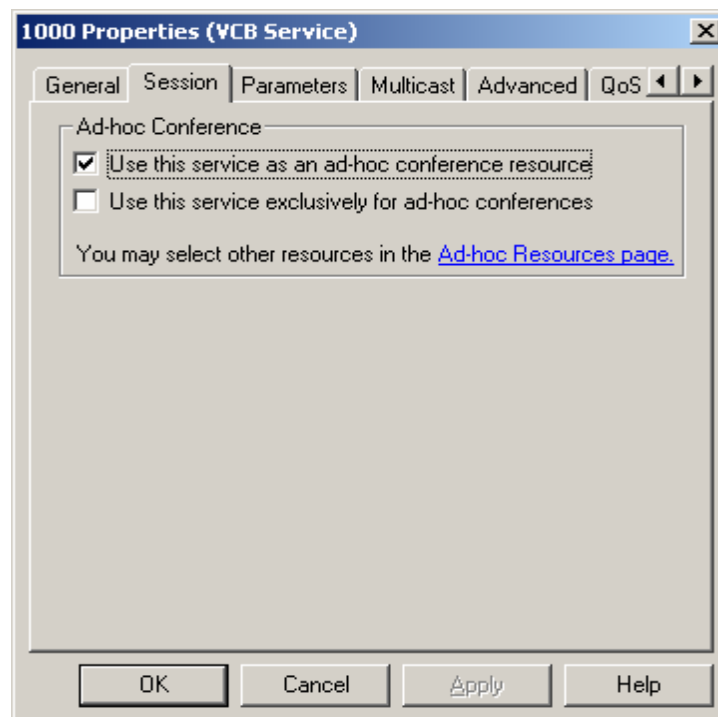 1000 Properties (VCB Service)
General Session Parameters Multicast Advanced QoS
Ad-hoc Conference
Use this service as an ad-hoc conference resource
Use this service exclusively for ad-hoc conferences
You may select other resources in the Ad-hoc Resources page.
OK Cancel Apply Help